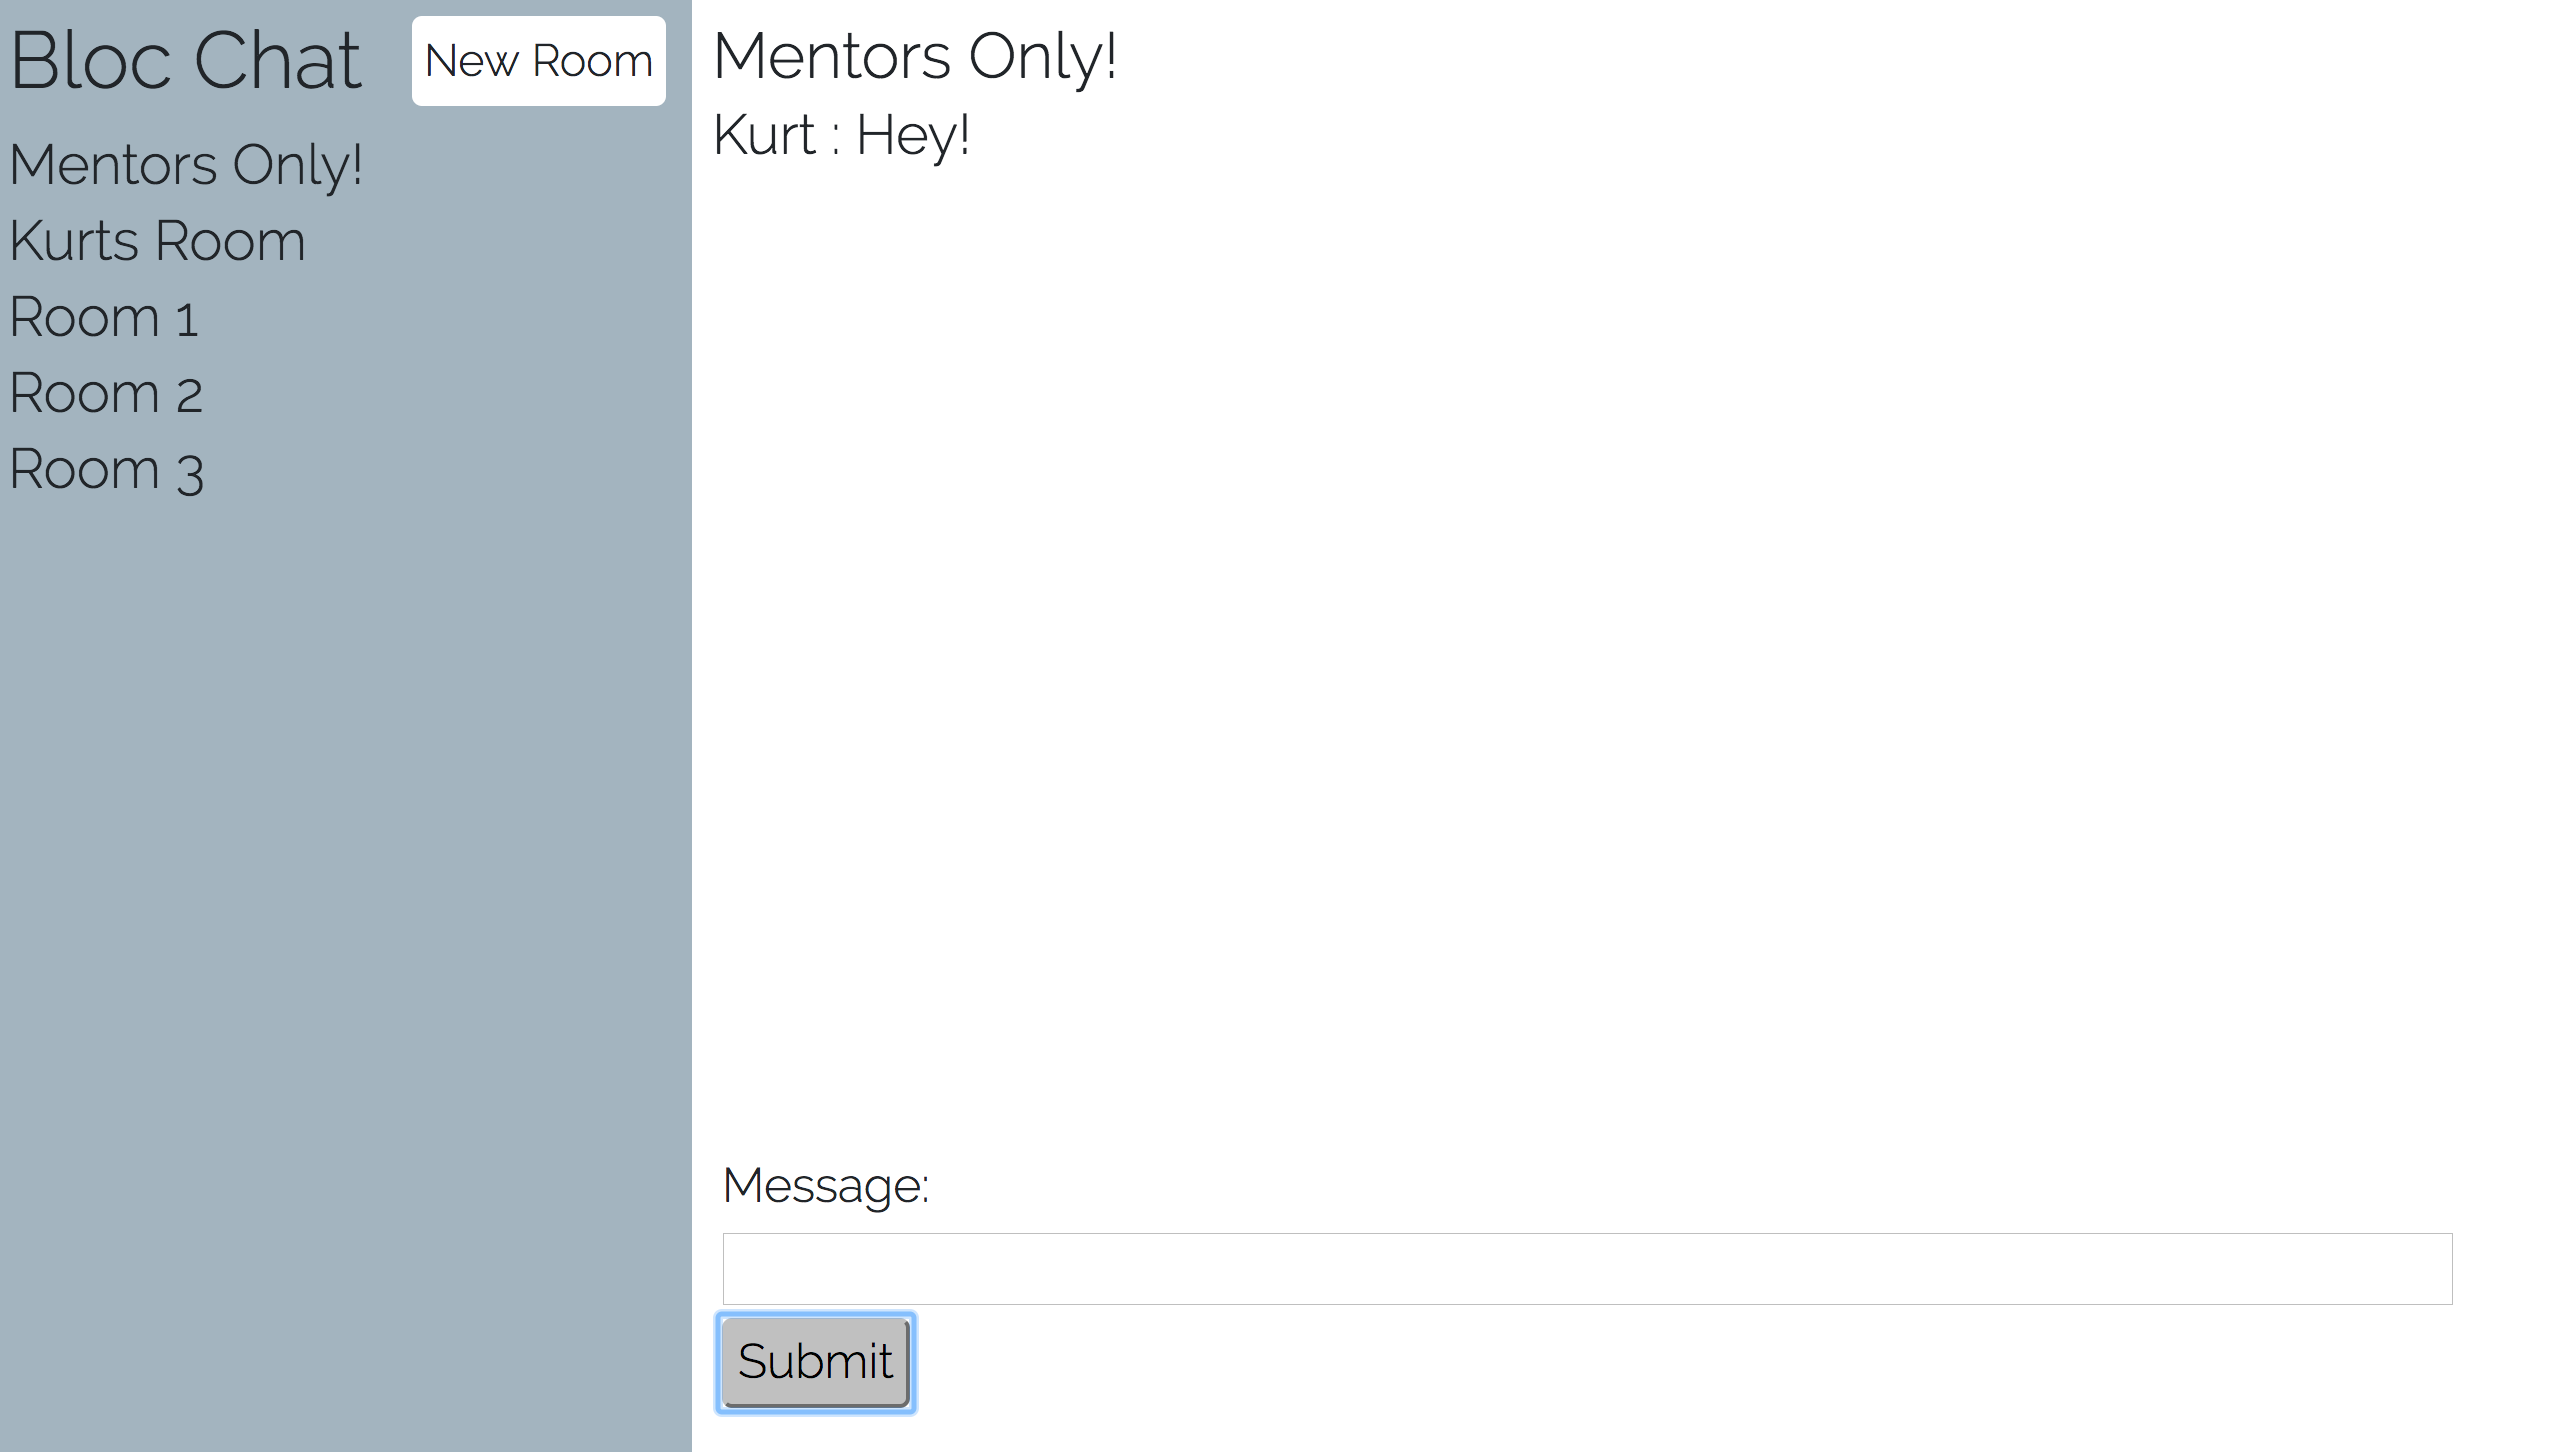 Bloc Chat
New Room
Mentors Only!
Kurts Room
Room 1
Room 2
Room 3
Mentors Only!
Kurt : Hey!
Message:
Submit